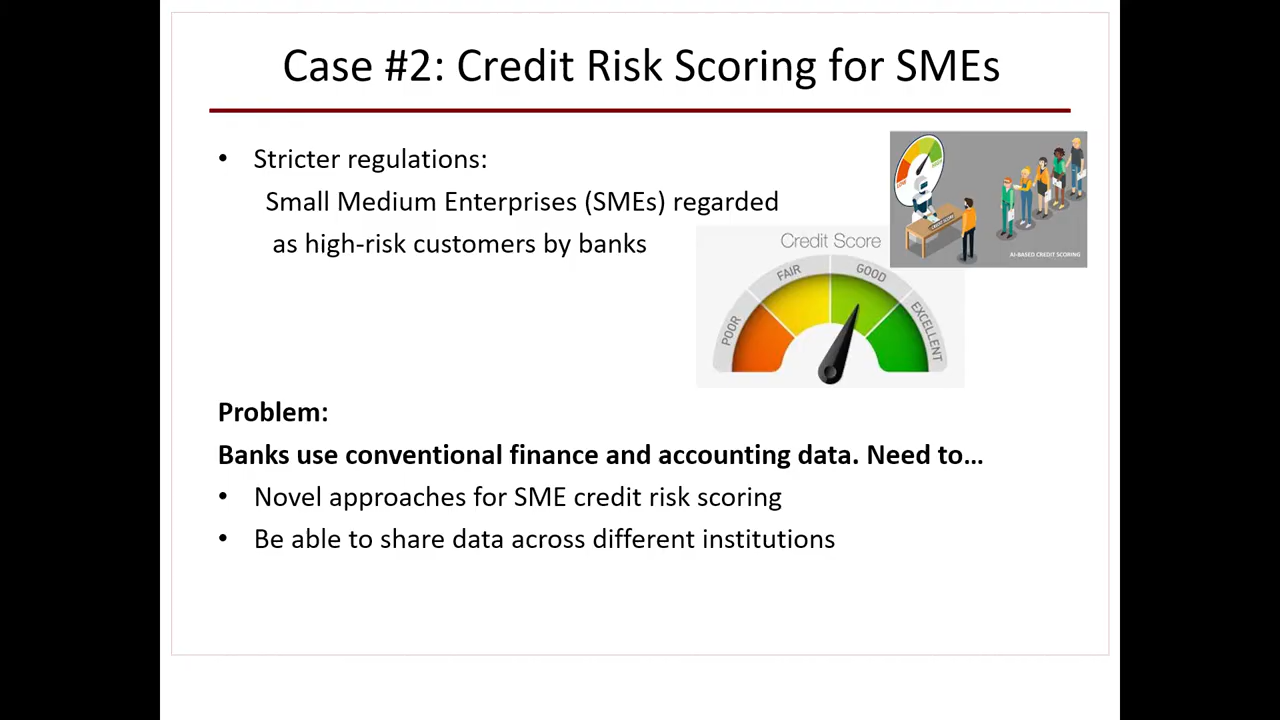 Case #2: Credit Risk Scoring for SMEs
• Stricter regulations:
Small Medium Enterprises (SMEs) regarded
as high-risk customers by banks
AI-BASED CREDIT SCORING
Credit Score
POOR
FAIR
GOOD
EXCELLENT
Problem:
Banks use conventional finance and accounting data. Need to…
• Novel approaches for SME credit risk scoring
• Be able to share data across different institutions